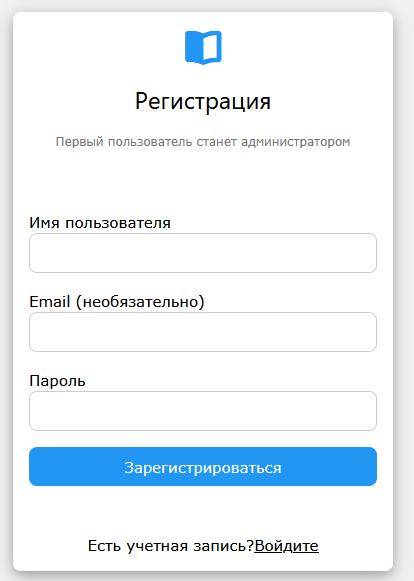 Регистрация
Первый пользователь станет администратором
Имя пользователя
Email (необязательно)
Пароль
Зарегистрироваться
Есть учетная запись?Войдите